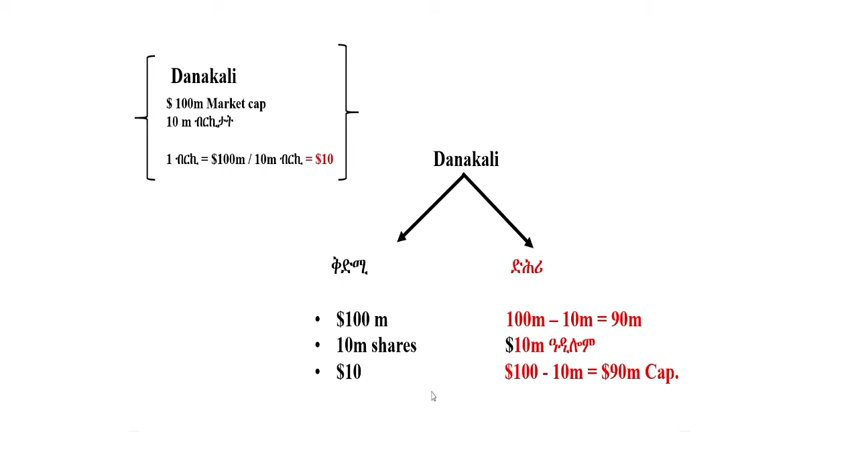 Danakali
$ 100m Market cap
10 m ብርኪታት
1 ብርኪ = $100m / 10m ብርኪ = $10
Danakali
ቅድሚ
ድሕሪ
• $100 m
100m – 10m = 90m
• 10m shares
$10m ዓዲሎም
• $10
$100 - 10m = $90m Cap.